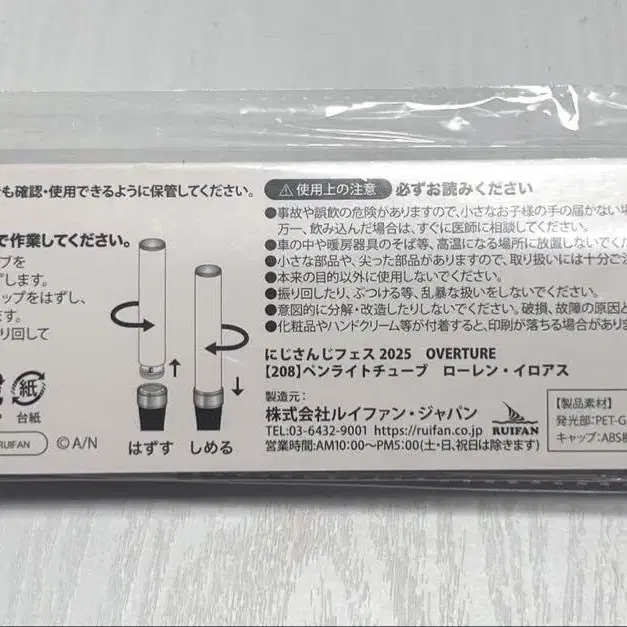 も確認・使用できるように保管してください。
で作業してください。
ブを
ずします。
ャップをはずし、
ます。
り回して
紙
台紙
RUIFAN
©A/N
はずす
しめる
⚠使用上の注意 必ずお読みください
●事故や誤飲の危険がありますので、小さなお子様の手の届かない場
万一、飲み込んだ場合は、すぐに医師に相談してください。
●車の中や暖房器具のそば等、高温になる場所に放置しないでくだ
●小さな部品や、尖った部品がありますので、取り扱いには十分ご注
●本来の目的以外に使用しないでください。
●振り回したり、ぶつける等、乱暴な扱いをしないでください。
●意図的に分解・改造したりしないでください。破損、故障の原因と
●化粧品やハンドクリーム等が付着すると、印刷が落ちる場合があります
にじさんじフェス 2025 OVERTURE
【208】ペンライトチューブ ローレン・イロアス
製造元：
株式会社ルイファン・ジャパン
TEL:03-6432-9001 https://ruifan.co.jp
営業時間:AM10:00～PM5:00(土・日、祝日は除きます)
RUIFAN
【製品素材】
発光部：PET-G
キャップ：ABS樹